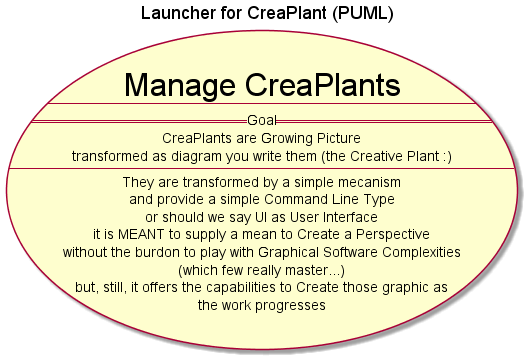 Launcher for CreaPlant (PUML)
Manage CreaPlants
Goal
CreaPlants are Growing Picture
transformed as diagram you write them (the Creative Plant :)
They are transformed by a simple mecanism
and provide a simple Command Line Type
or should we say UI as User Interface
it is MEANT to supply a mean to Create a Perspective
without the burdon to play with Graphical Software Complexities
(which few really master...)
but, still, it offers the capabilities to Create those graphic as
the work progresses